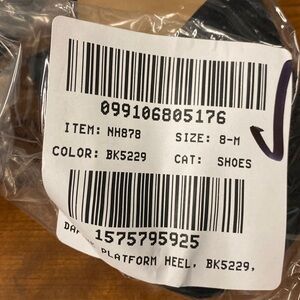 099106805176
ITEM: NH878 SIZE: 8-M
COLOR: BK5229 CAT: SHOES
1575795925
PLATFORM HEEL, BK5229,